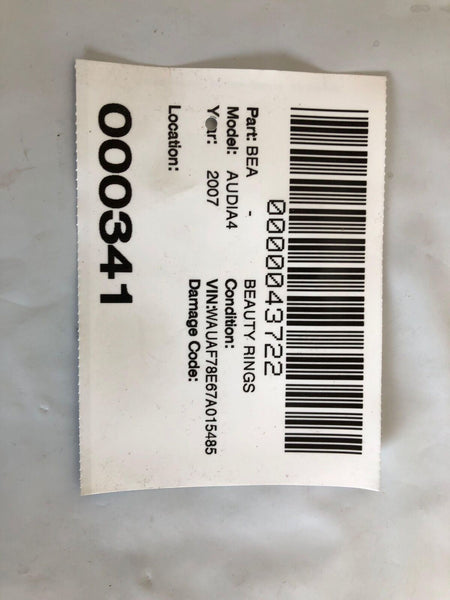 0000043722
Part: BEA - BEAUTY RINGS
Model: AUDIA4 Condition:
Year: 2007 VIN:WAUAF78E67A015485
Damage Code:
Location:
000341